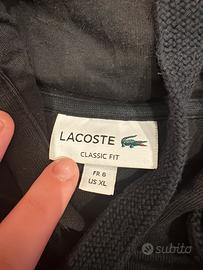 LACOSTE
CLASSIC FIT
FR 6
US XL
subito